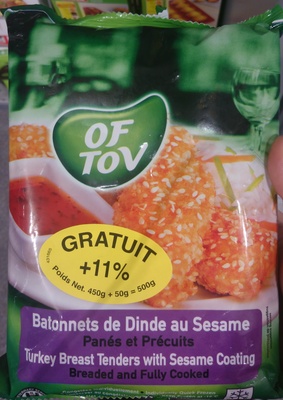 OF
TOV
GRATUIT
+11%
Poids Net. 450g + 50g = 500g
Batonnets de Dinde au Sesame
Panés et Précuits
Turkey Breast Tenders with Sesame Coating
Breaded and Fully Cooked